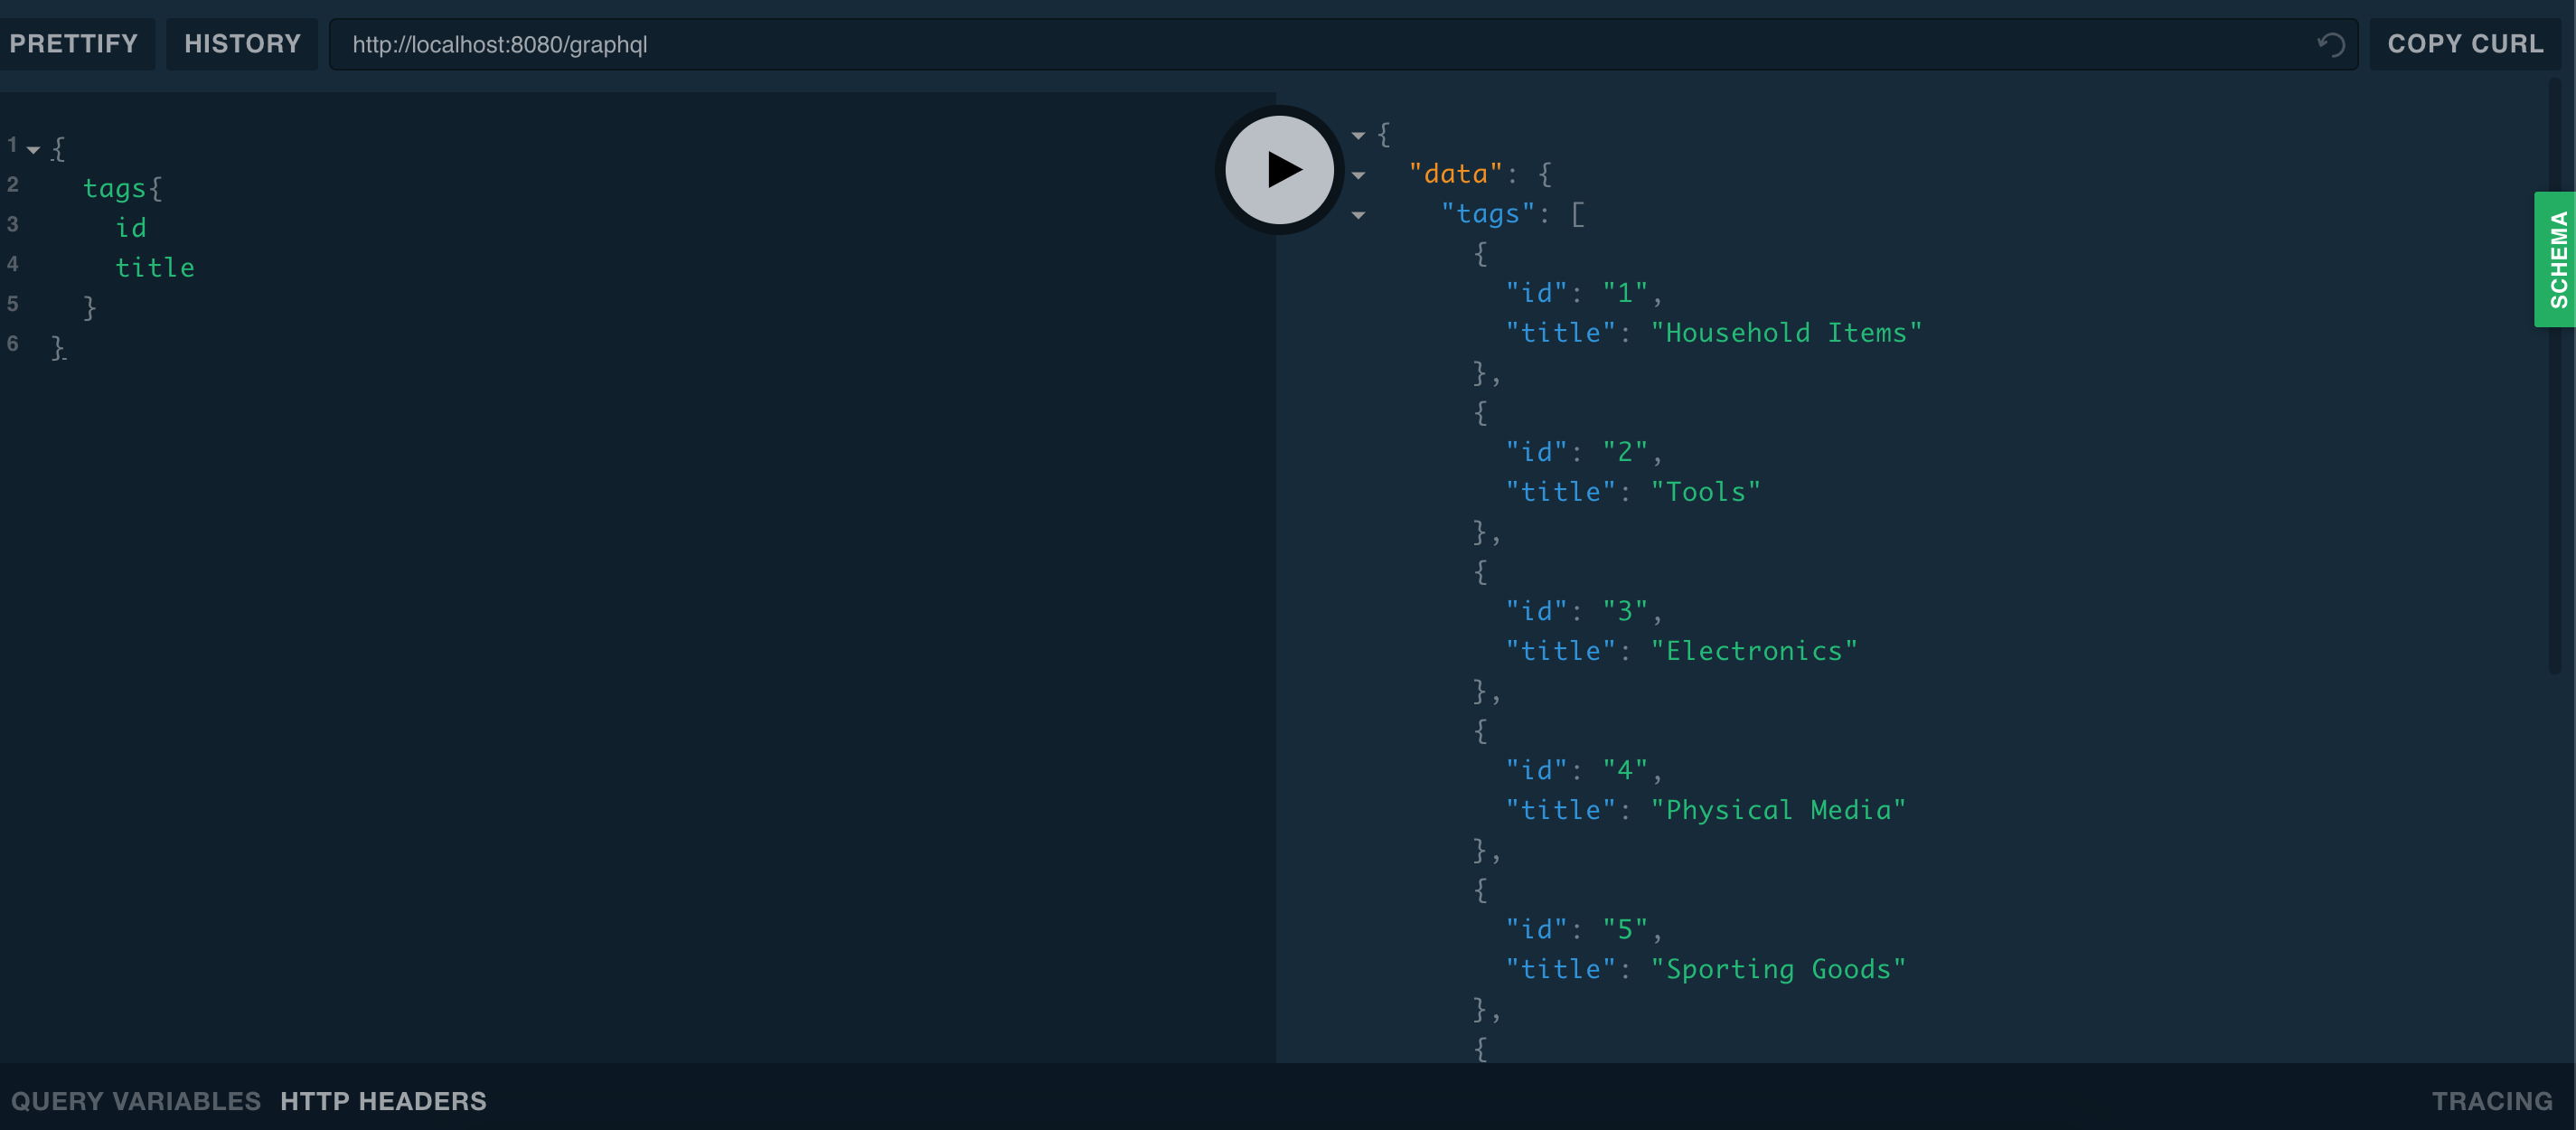 PRETTIFY HISTORY http://localhost:8080/graphql COPY CURL
1 {
2 tags{
3 id
4 title
5 }
6 }
{
"data": {
"tags": [
{
"id": "1",
"title": "Household Items"
},
{
"id": "2",
"title": "Tools"
},
{
"id": "3",
"title": "Electronics"
},
{
"id": "4",
"title": "Physical Media"
},
{
"id": "5",
"title": "Sporting Goods"
},
{
SCHEMA
QUERY VARIABLES HTTP HEADERS TRACING